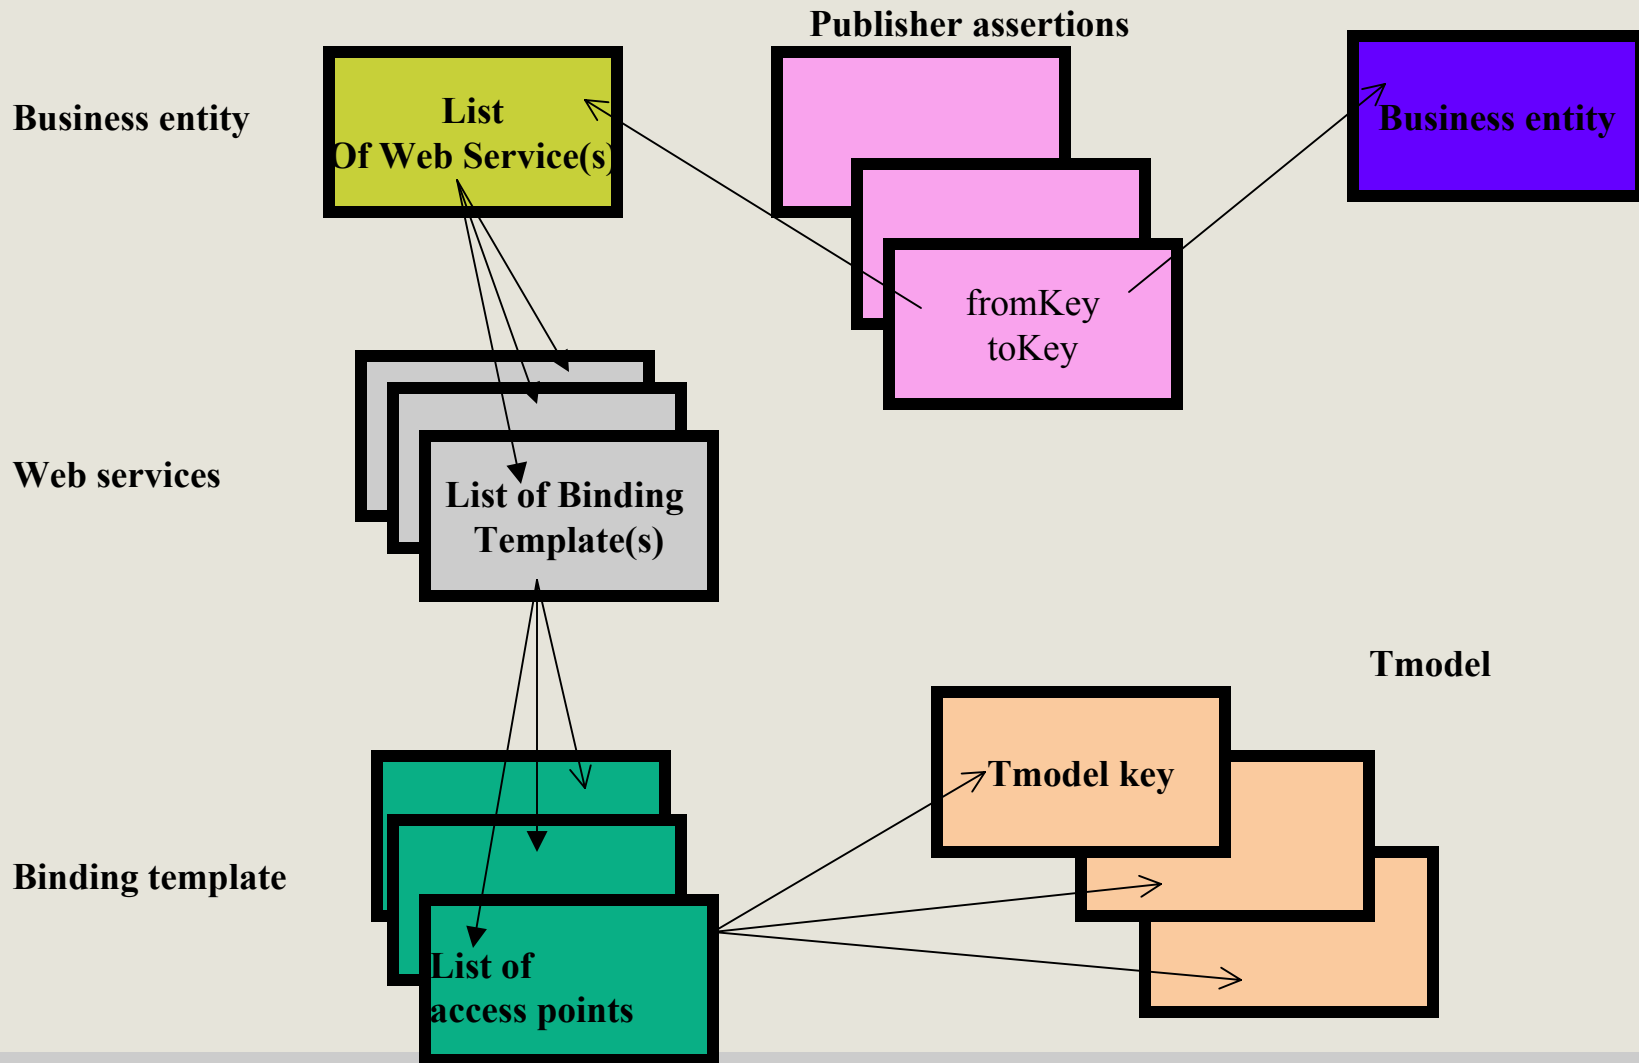 Publisher assertions
Business entity
List
Of Web Service(s)
Business entity
fromKey
toKey
Web services
List of Binding
Template(s)
Tmodel
Tmodel key
Binding template
List of
access points